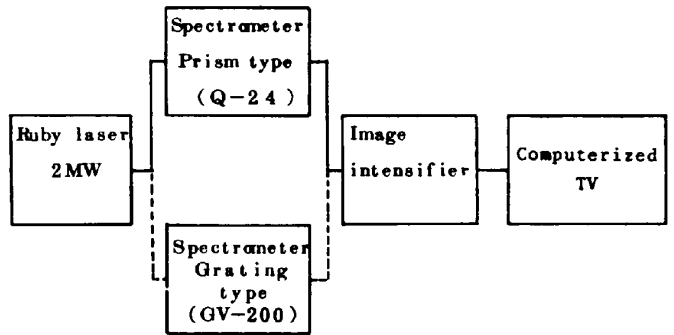 Spectrometer
Prism type
(Q-24)
Ruby laser
2MW
Image
intensifier
Computerized
TV
Spectrometer
Grating
type
(GV-200)